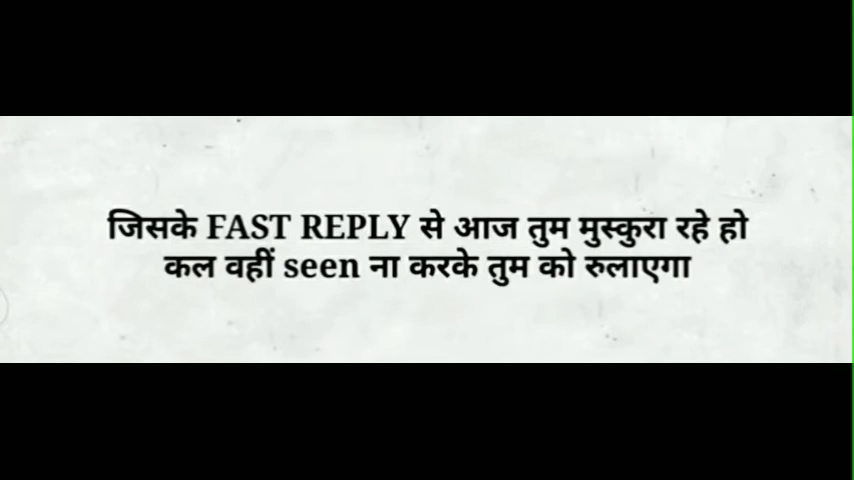 जिसके FAST REPLY से आज तुम मुस्कुरा रहे हो
कल वहीं seen ना करके तुम को रुलाएगा